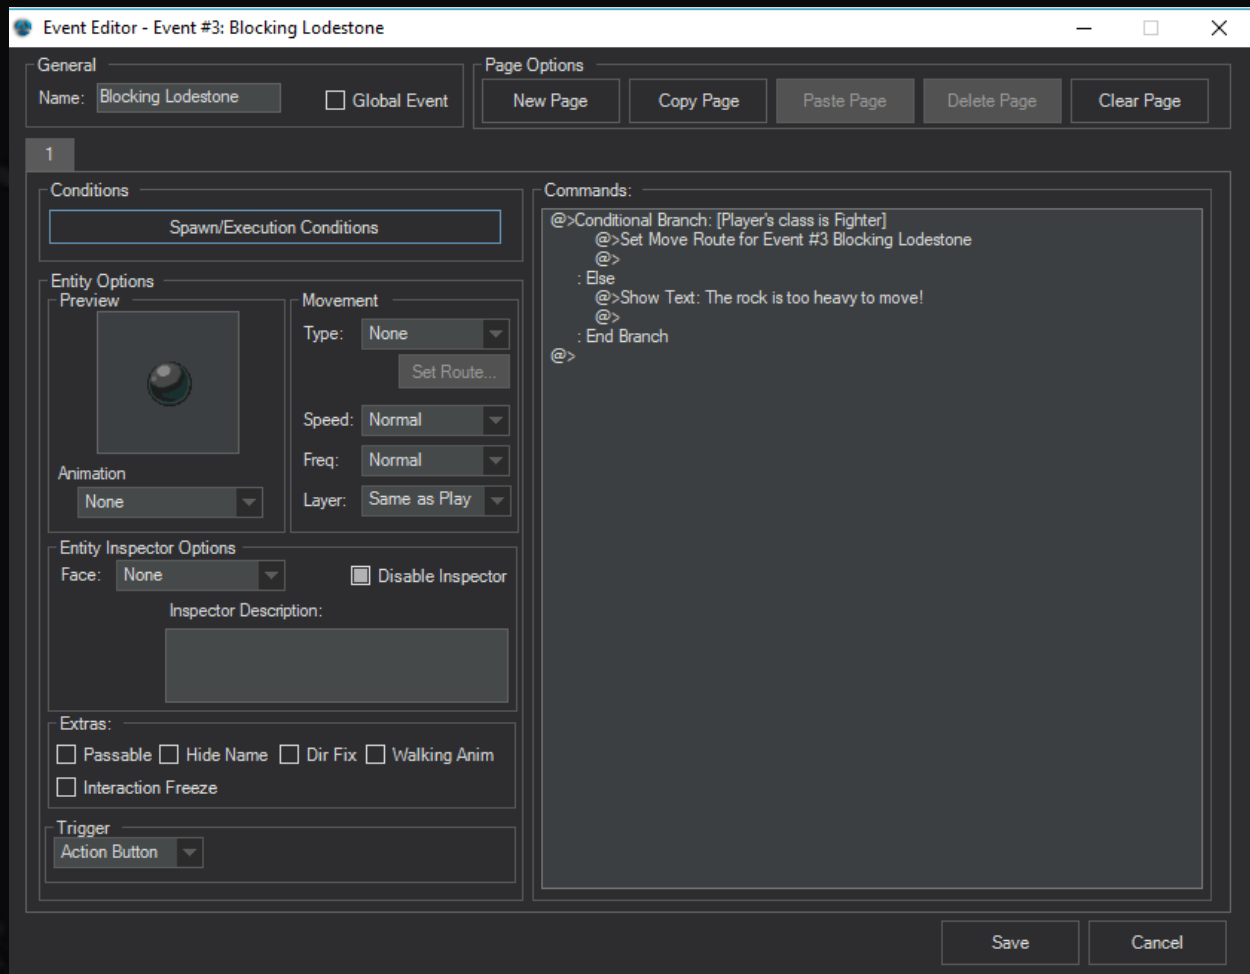 Event Editor - Event #3: Blocking Lodestone
General
Name: Blocking Lodestone Global Event
Page Options
New Page Copy Page Paste Page Delete Page Clear Page
1
Conditions
Spawn/Execution Conditions
Entity Options
Preview
Animation
None
Movement
Type: None
Set Route...
Speed: Normal
Freq: Normal
Layer: Same as Play
Entity Inspector Options
Face: None Disable Inspector
Inspector Description:
Extras:
Passable Hide Name Dir Fix Walking Anim
Interaction Freeze
Trigger
Action Button
Commands:
@>Conditional Branch: [Player's class is Fighter]
@>Set Move Route for Event #3 Blocking Lodestone
@>
: Else
@>Show Text: The rock is too heavy to move!
@>
: End Branch
@>
Save Cancel